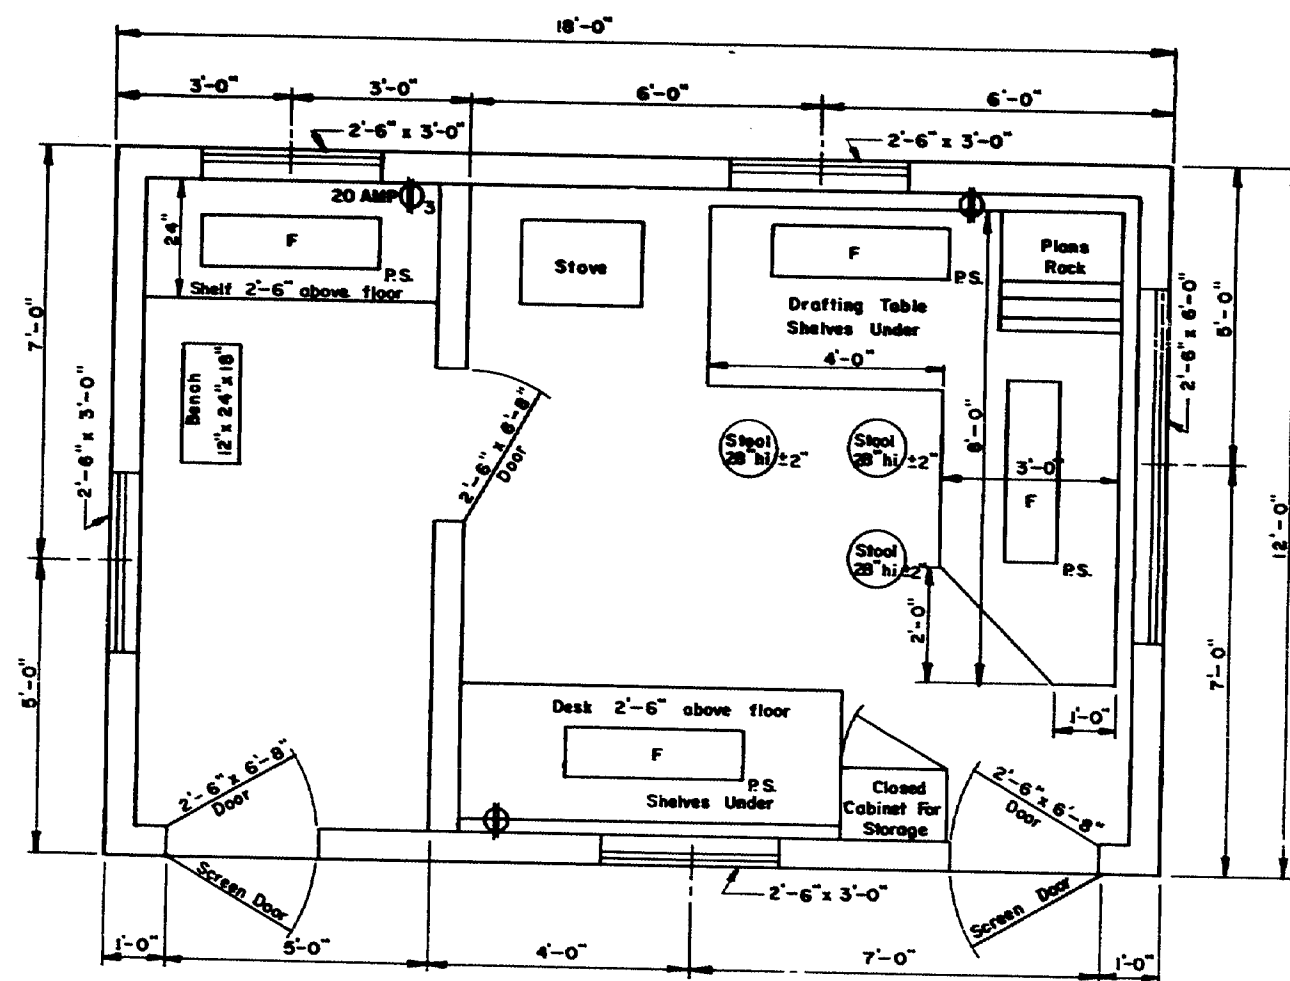 18'-0"
3'-0"
3'-0"
6'-0"
6'-0"
2'-6" x 3'-0"
2'-6" x 3'-0"
20 AMP
3
24"
F
P.S.
Shelf 2'-6" above floor
Stove
F
P.S.
Drafting Table
Shelves Under
4'-0"
Plans
Rack
7'-0"
2'-6" x 3'-0"
Bench
12" x 24" x 18"
2'-6" x 6'-8"
Door
Stool
28" hi ±2"
Stool
28" hi ±2"
Stool
28" hi ±2"
8'-0"
3'-0"
F
P.S.
2'-6" x 6'-0"
5'-0"
12'-0"
2'-0"
1'-0"
7'-0"
5'-0"
Desk 2'-6" above floor
F
P.S.
Shelves Under
Closed
Cabinet For
Storage
2'-6" x 6'-8"
Door
Screen Door
2'-6" x 6'-8"
Door
Screen Door
2'-6" x 3'-0"
1'-0"
5'-0"
4'-0"
7'-0"
1'-0"